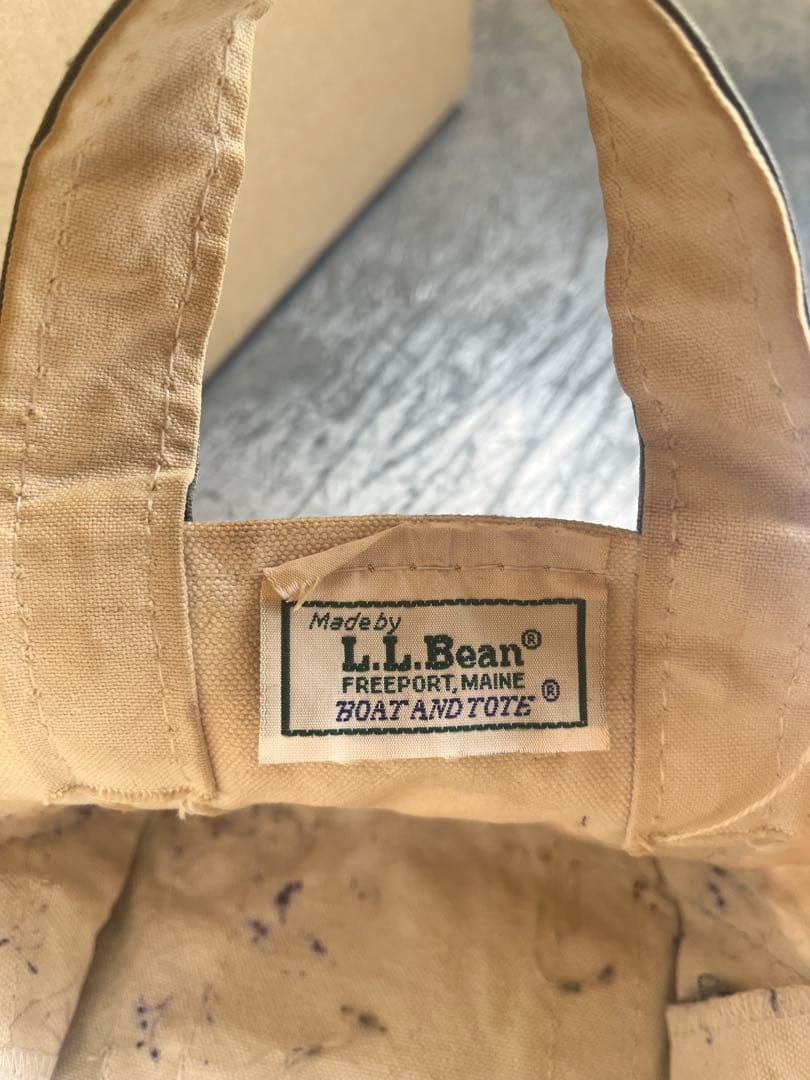 Made by
L.L.Bean®
FREEPORT, MAINE
BOAT AND TOTE®